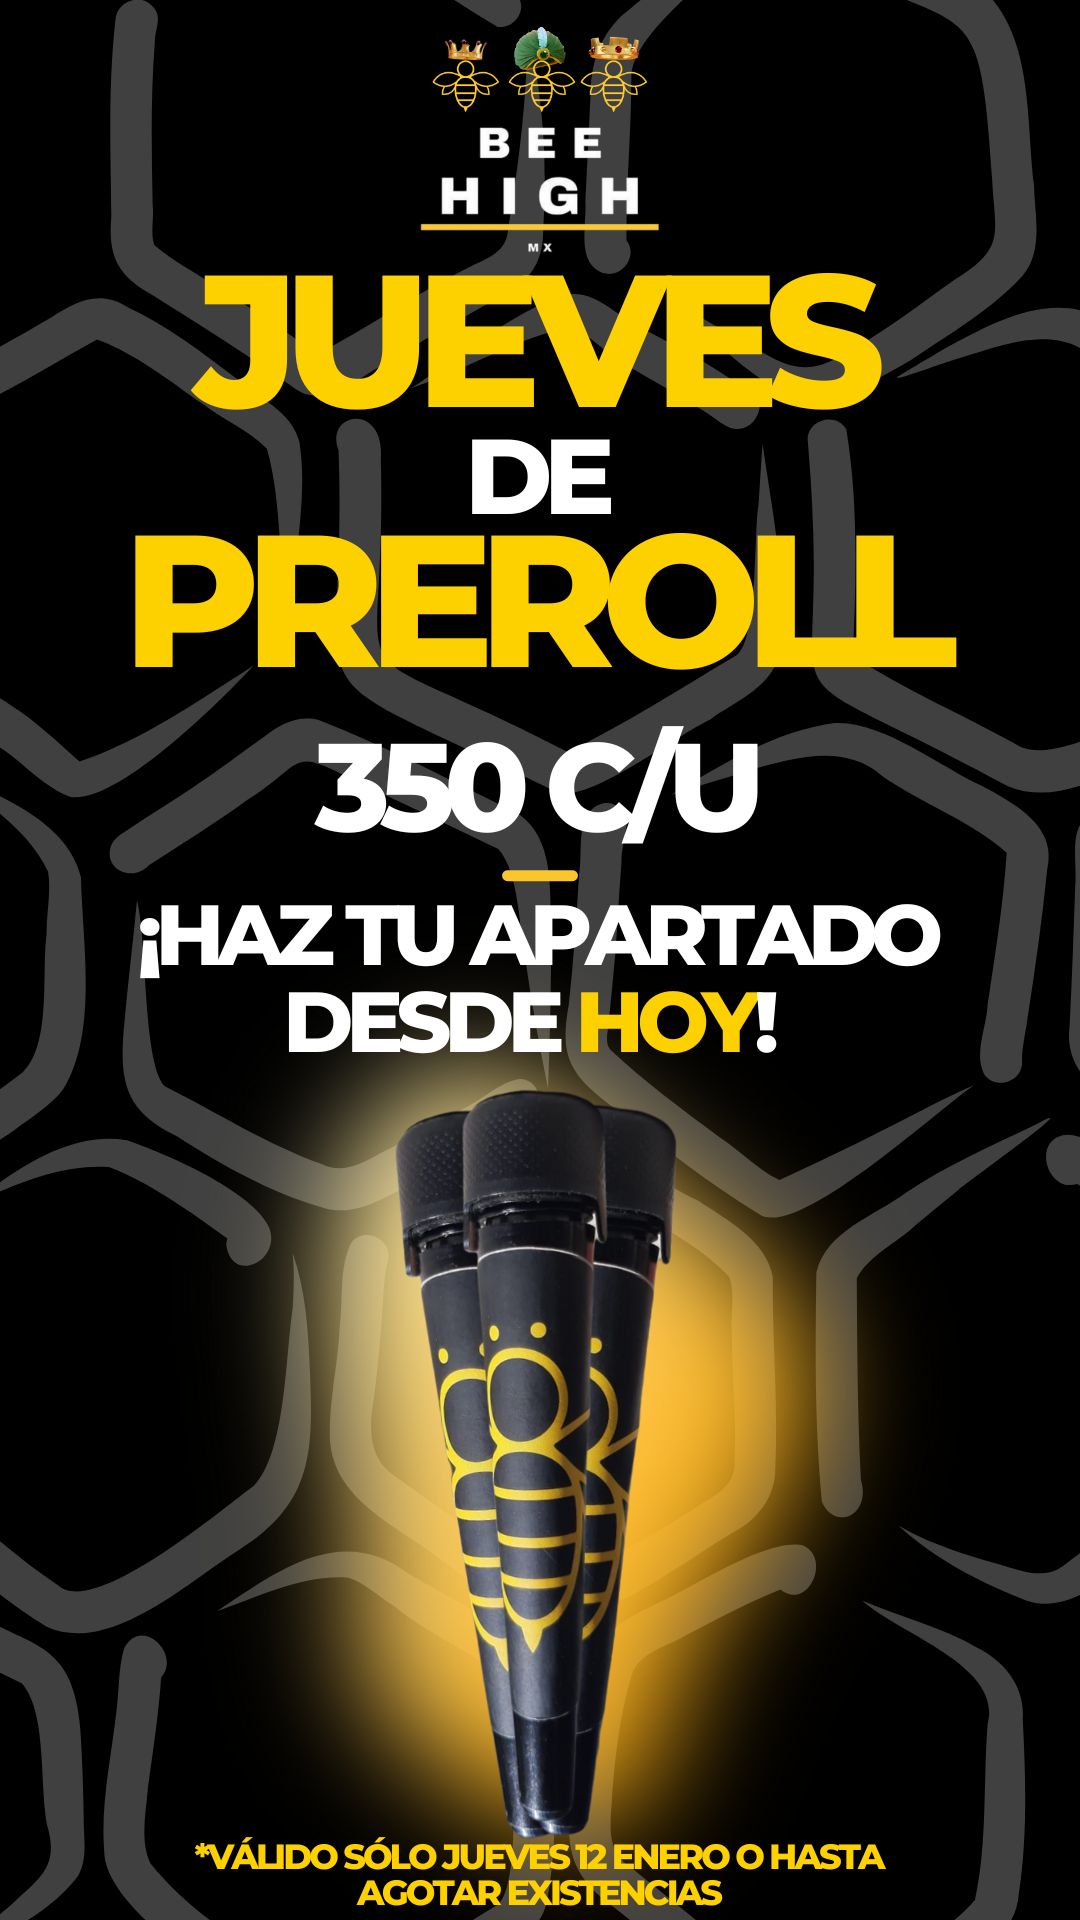 BEE
HIGH
MX
JUEVES
DE
PREROLL
350 C/U
¡HAZ TU APARTADO
DESDE HOY!
*VÁLIDO SÓLO JUEVES 12 ENERO O HASTA
AGOTAR EXISTENCIAS